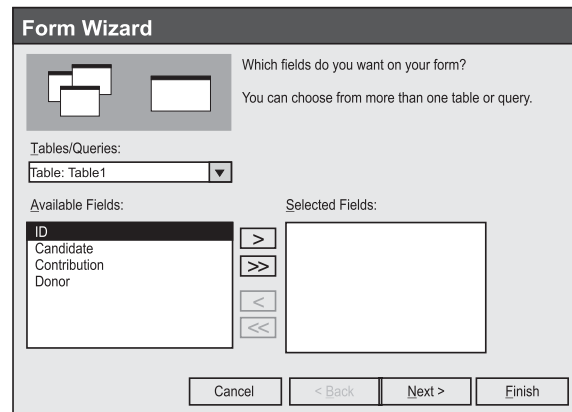 Form Wizard
Which fields do you want on your form?
You can choose from more than one table or query.
Tables/Queries:
Table: Table1
Available Fields:
Selected Fields:
ID
Candidate
Contribution
Donor
>
>>
<
<<
Cancel
< Back
Next >
Finish